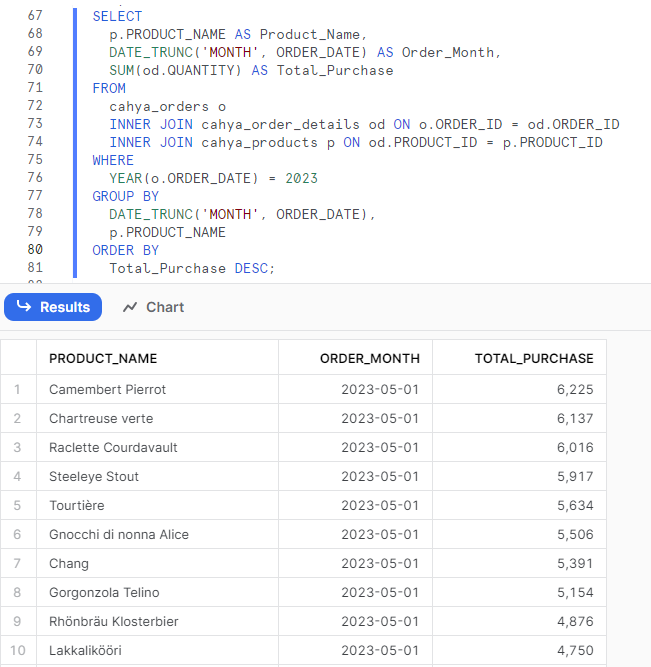 67 SELECT
68 p.PRODUCT_NAME AS Product_Name,
69 DATE_TRUNC('MONTH', ORDER_DATE) AS Order_Month,
70 SUM(od.QUANTITY) AS Total_Purchase
71 FROM
72 cahya_orders o
73 INNER JOIN cahya_order_details od ON o.ORDER_ID = od.ORDER_ID
74 INNER JOIN cahya_products p ON od.PRODUCT_ID = p.PRODUCT_ID
75 WHERE
76 YEAR(o.ORDER_DATE) = 2023
77 GROUP BY
78 DATE_TRUNC('MONTH', ORDER_DATE),
79 p.PRODUCT_NAME
80 ORDER BY
81 Total_Purchase DESC;
Results Chart
PRODUCT_NAME ORDER_MONTH TOTAL_PURCHASE
1 Camembert Pierrot 2023-05-01 6,225
2 Chartreuse verte 2023-05-01 6,137
3 Raclette Courdavault 2023-05-01 6,016
4 Steeleye Stout 2023-05-01 5,917
5 Tourtière 2023-05-01 5,634
6 Gnocchi di nonna Alice 2023-05-01 5,506
7 Chang 2023-05-01 5,391
8 Gorgonzola Telino 2023-05-01 5,154
9 Rhönbräu Klosterbier 2023-05-01 4,876
10 Lakkalikööri 2023-05-01 4,750